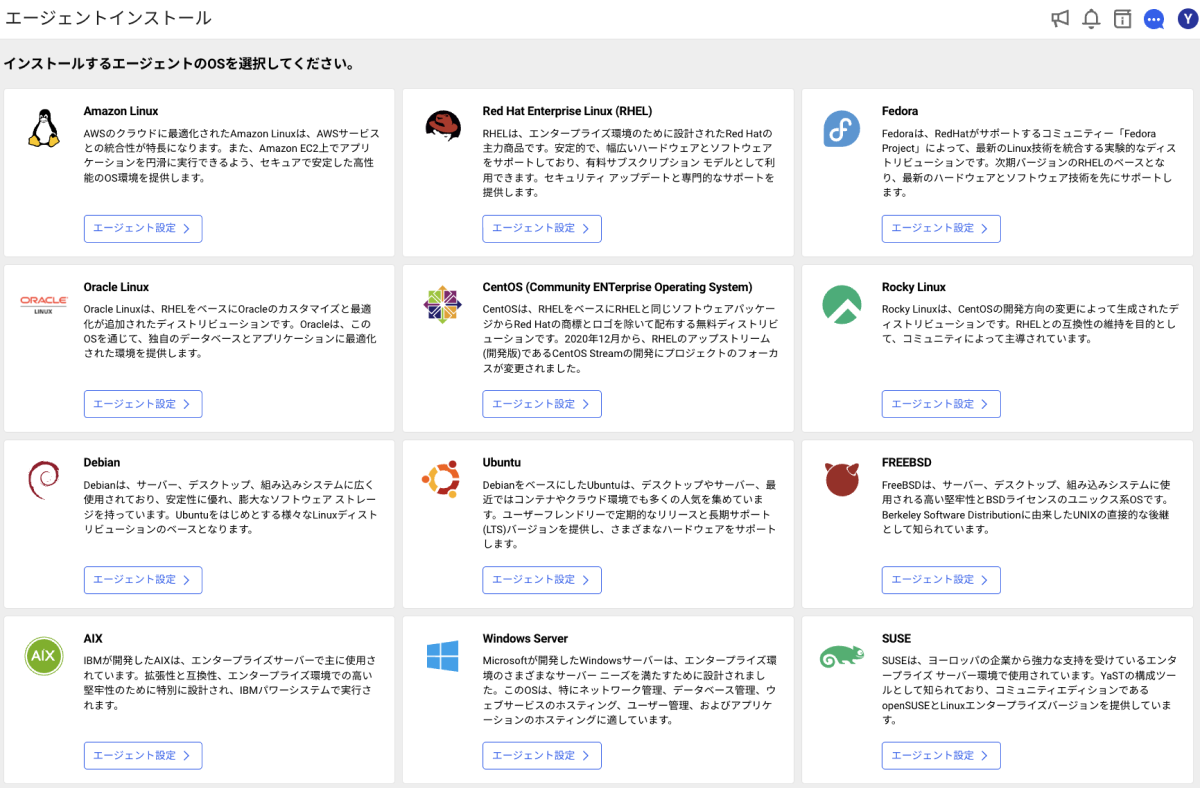 エージェントインストール
Y
インストールするエージェントのOSを選択してください。
Amazon Linux
AWSのクラウドに最適化されたAmazon Linuxは、AWSサービス
との統合性が特長になります。また、Amazon EC2上でアプリ
ケーションを円滑に実行できるよう、セキュアで安定した高性
能のOS環境を提供します。
エージェント設定
Red Hat Enterprise Linux (RHEL)
RHELは、エンタープライズ環境のために設計されたRed Hatの
主力商品です。安定的で、幅広いハードウェアとソフトウェア
をサポートしており、有料サブスクリプション モデルとして利
用できます。セキュリティ アップデートと専門的なサポートを
提供します。
エージェント設定
Fedora
Fedoraは、RedHatがサポートするコミュニティー「Fedora
Project」によって、最新のLinux技術を統合する実験的なディス
トリビューションです。次期バージョンのRHELのベースとな
り、最新のハードウェアとソフトウェア技術を先にサポートし
ます。
エージェント設定
ORACLE
LINUX
Oracle Linux
Oracle Linuxは、RHELをベースにOracleのカスタマイズと最適
化が追加されたディストリビューションです。Oracleは、この
OSを通じて、独自のデータベースとアプリケーションに最適化
された環境を提供します。
エージェント設定
CentOS (Community ENTerprise Operating System)
CentOSは、RHELをベースにRHELと同じソフトウェアパッケー
ジからRed Hatの商標とロゴを除いて配布する無料ディストリビ
ューションです。2020年12月から、RHELのアップストリーム
(開発版)であるCentOS Streamの開発にプロジェクトのフォーカ
スが変更されました。
エージェント設定
Rocky Linux
Rocky Linuxは、CentOSの開発方向の変更によって生成されたデ
ィストリビューションです。RHELとの互換性の維持を目的とし
て、コミュニティによって主導されています。
エージェント設定
Debian
Debianは、サーバー、デスクトップ、組み込みシステムに広く
使用されており、安定性に優れ、膨大なソフトウェア ストレー
ジを持っています。Ubuntuをはじめとする様々なLinuxディスト
リビューションのベースとなります。
エージェント設定
Ubuntu
DebianをベースにしたUbuntuは、デスクトップやサーバー、最
近ではコンテナやクラウド環境でも多くの人気を集めていま
す。ユーザーフレンドリーで定期的なリリースと長期サポート
(LTS)バージョンを提供し、さまざまなハードウェアをサポート
します。
エージェント設定
FREEBSD
FreeBSDは、サーバー、デスクトップ、組み込みシステムに使
用される高い堅牢性とBSDライセンスのユニックス系OSです。
Berkeley Software Distributionに由来したUNIXの直接的な後継
として知られています。
エージェント設定
AIX
AIX
IBMが開発したAIXは、エンタープライズサーバーで主に使用さ
れています。拡張性と互換性、エンタープライズ環境での高い
堅牢性のために特別に設計され、IBMパワーシステムで実行さ
れます。
エージェント設定
Windows Server
Microsoftが開発したWindowsサーバーは、エンタープライズ環
境のさまざまなサーバー ニーズを満たすために設計されまし
た。このOSは、特にネットワーク管理、データベース管理、ウ
ェブサービスのホスティング、ユーザー管理、およびアプリケ
ーションのホスティングに適しています。
エージェント設定
SUSE
SUSEは、ヨーロッパの企業から強力な支持を受けているエンタ
ープライズ サーバー環境で使用されています。YaSTの構成ツー
ルとして知られており、コミュニティエディションである
openSUSEとLinuxエンタープライズバージョンを提供していま
す。
エージェント設定